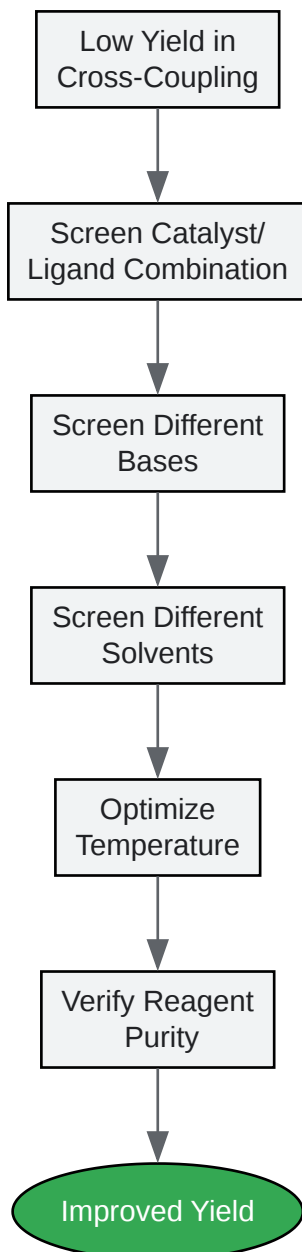 Low Yield in
Cross-Coupling
Screen Catalyst/
Ligand Combination
Screen Different
Bases
Screen Different
Solvents
Optimize
Temperature
Verify Reagent
Purity
Improved Yield